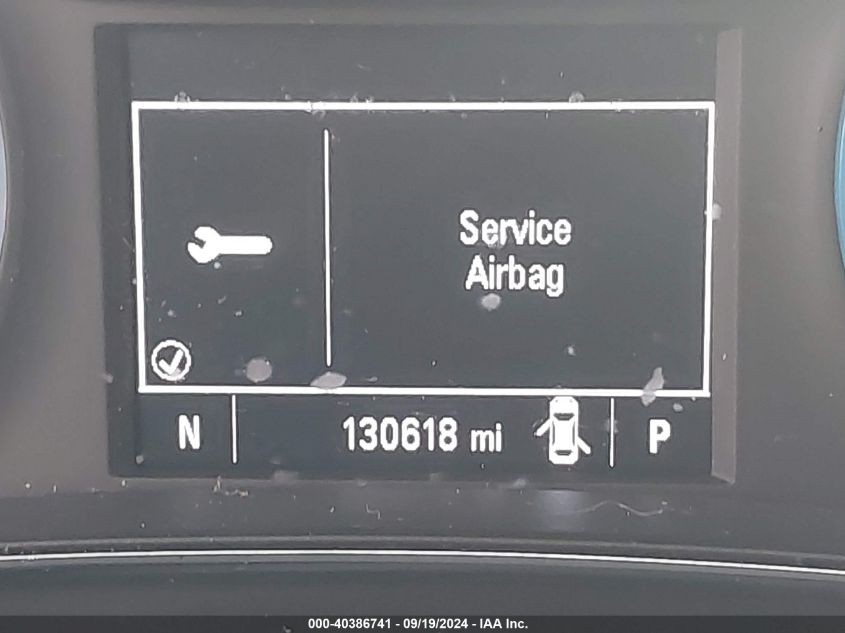 Service
Airbag
N 130618 mi P
000-40386741 - 09/19/2024 - IAA Inc.